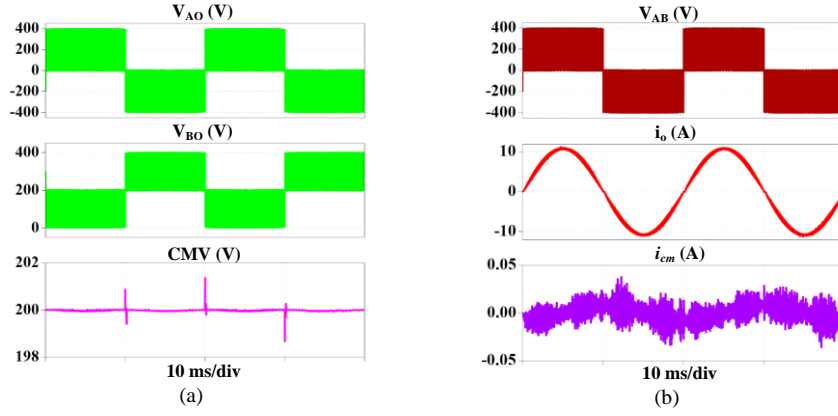 V_AO (V)
400
200
0
-200
-400
V_BO (V)
400
200
0
CMV (V)
202
200
198
10 ms/div
(a)
V_AB (V)
400
200
0
-200
-400
i_o (A)
10
0
-10
i_cm (A)
0.05
0.00
-0.05
10 ms/div
(b)